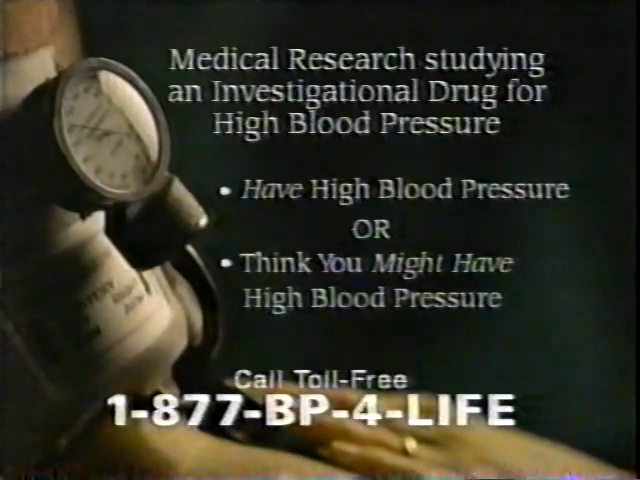 Medical Research studying
an Investigational Drug for
High Blood Pressure
• Have High Blood Pressure
OR
• Think You Might Have
High Blood Pressure
Call Toll-Free
1-877-BP-4-LIFE